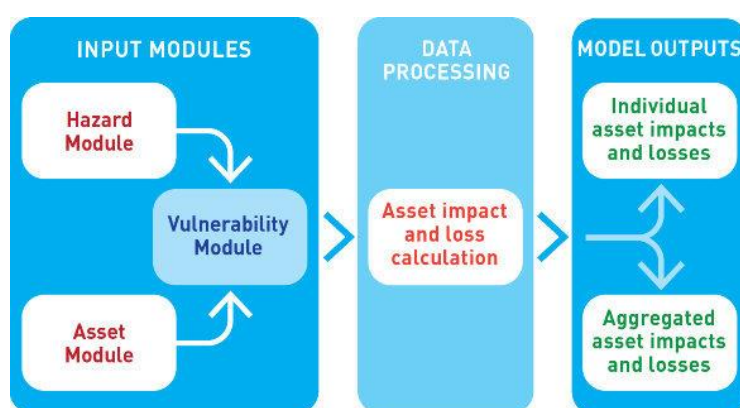 INPUT MODULES
Hazard
Module
Vulnerability
Module
Asset
Module
DATA
PROCESSING
Asset impact
and loss
calculation
MODEL OUTPUTS
Individual
asset impacts
and losses
Aggregated
asset impacts
and losses